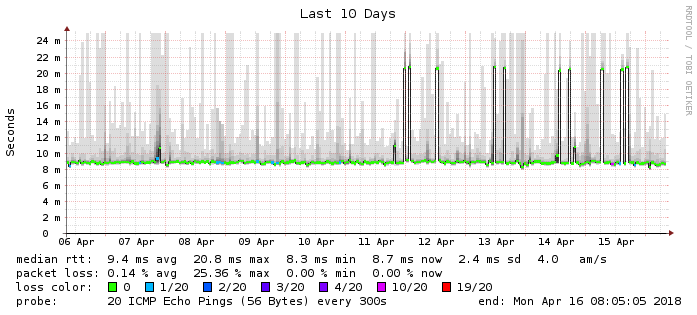 Last 10 Days
RRDTOOL / TOBI OETIKER
Seconds
24 m
22 m
20 m
18 m
16 m
14 m
12 m
10 m
8 m
6 m
4 m
2 m
0
06 Apr 07 Apr 08 Apr 09 Apr 10 Apr 11 Apr 12 Apr 13 Apr 14 Apr 15 Apr
median rtt: 9.4 ms avg 20.8 ms max 8.3 ms min 8.7 ms now 2.4 ms sd 4.0 am/s
packet loss: 0.14 % avg 25.36 % max 0.00 % min 0.00 % now
loss color: 0 1/20 2/20 3/20 4/20 10/20 19/20
probe: 20 ICMP Echo Pings (56 Bytes) every 300s end: Mon Apr 16 08:05:05 2018